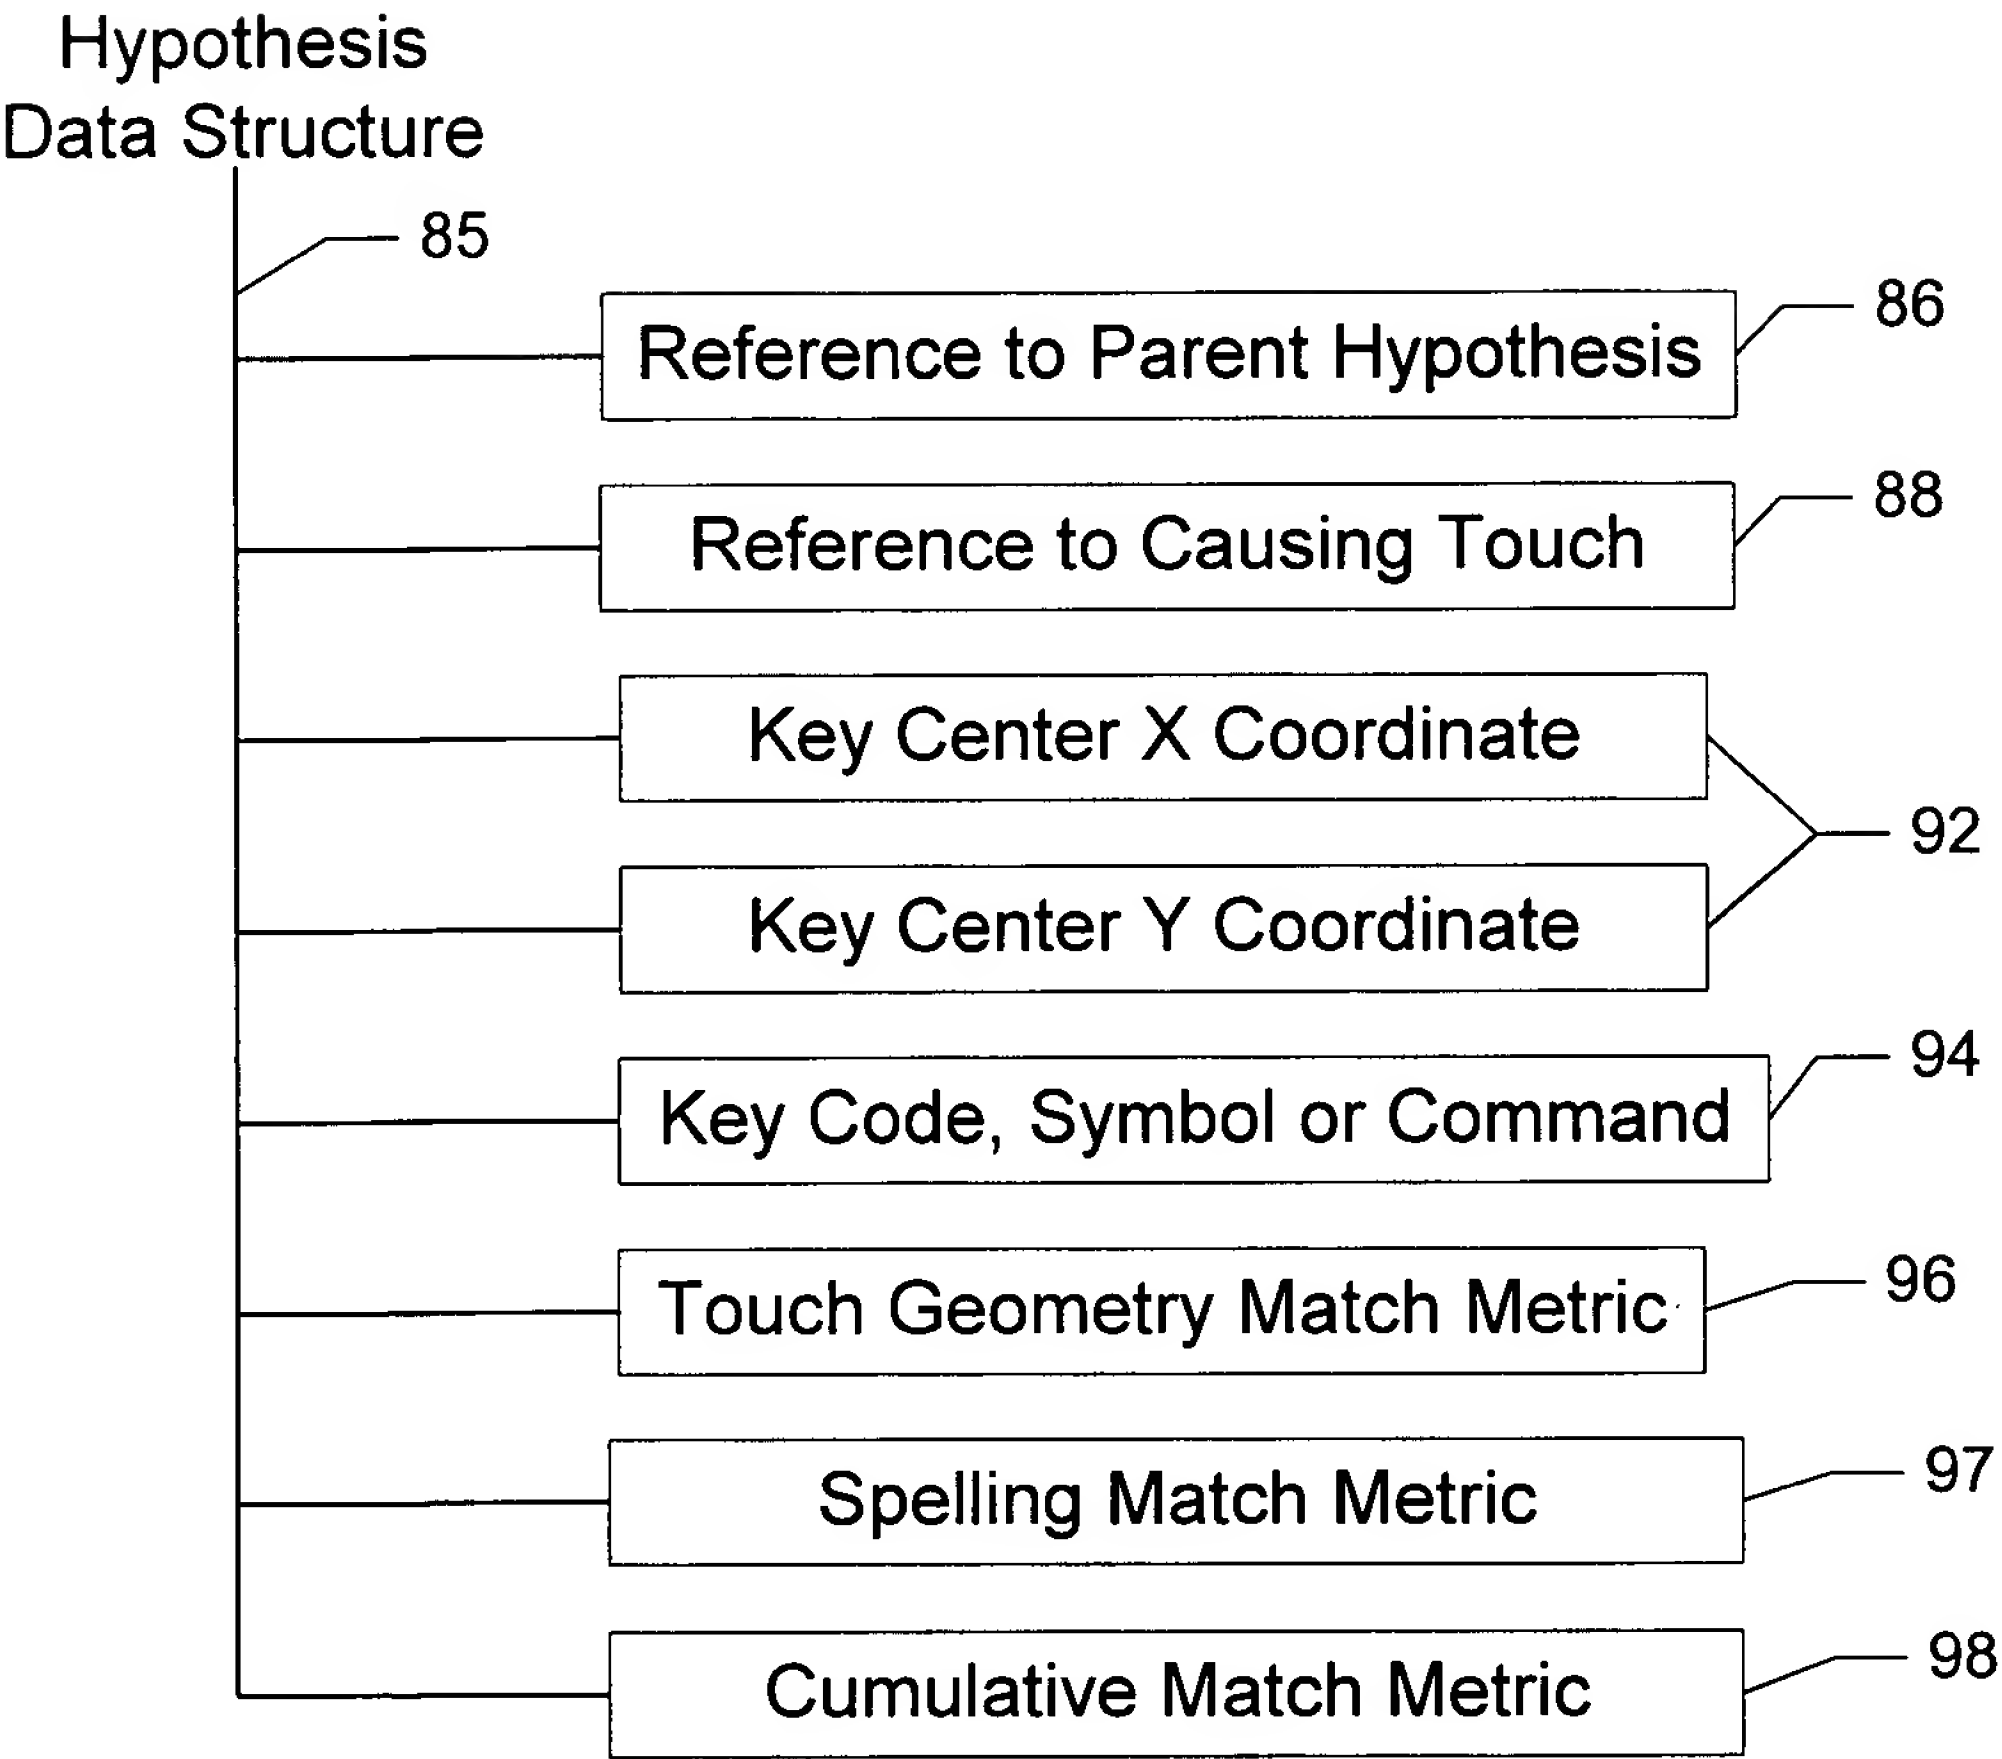 Hypothesis
Data Structure
85
Reference to Parent Hypothesis
86
Reference to Causing Touch
88
Key Center X Coordinate
92
Key Center Y Coordinate
Key Code, Symbol or Command
94
Touch Geometry Match Metric
96
Spelling Match Metric
97
Cumulative Match Metric
98